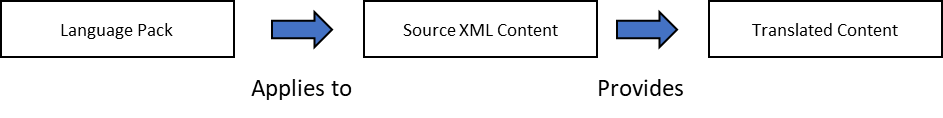 Language Pack
Source XML Content
Translated Content
Applies to
Provides